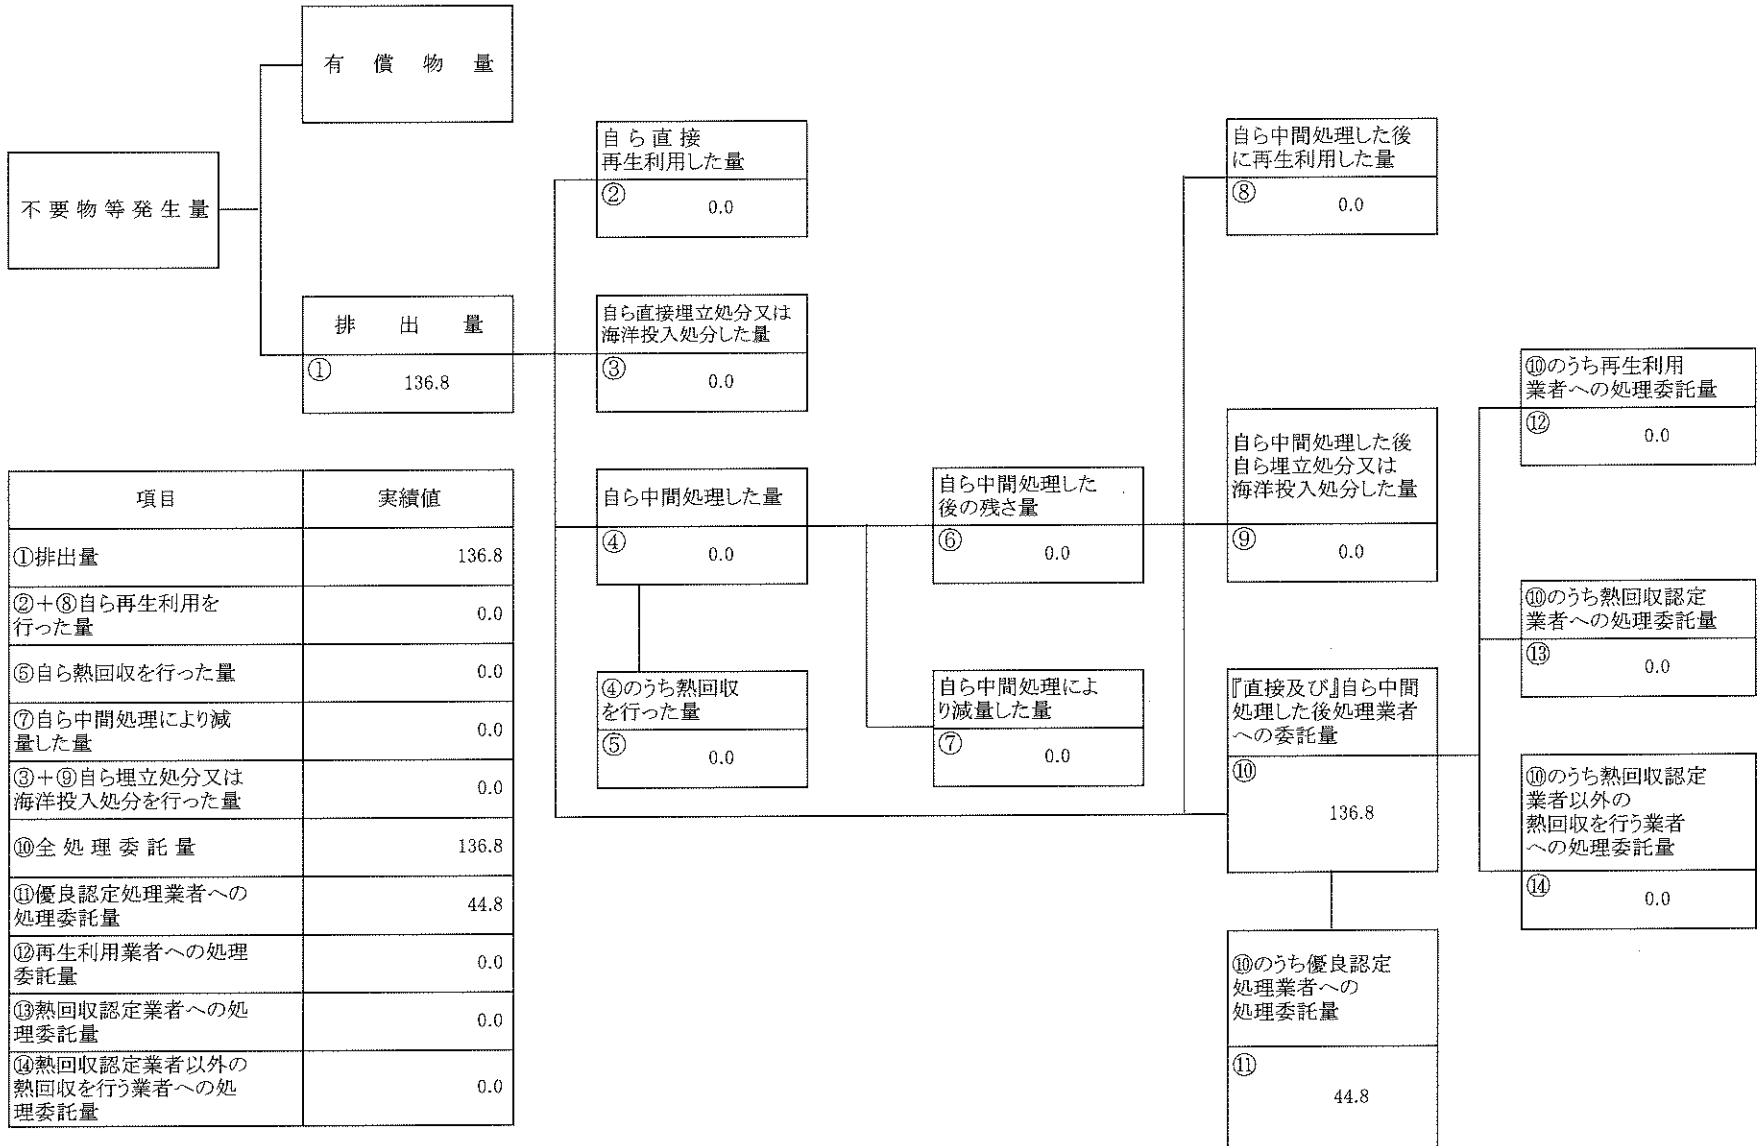 有償物量
不要物等発生量
排出量
①
136.8
自ら直接
再生利用した量
②
0.0
自ら直接埋立処分又は
海洋投入処分した量
③
0.0
自ら中間処理した量
④
0.0
④のうち熱回収
を行った量
⑤
0.0
自ら中間処理した
後の残さ量
⑥
0.0
自ら中間処理によ
り減量した量
⑦
0.0
自ら中間処理した後
に再生利用した量
⑧
0.0
自ら中間処理した後
自ら埋立処分又は
海洋投入処分した量
⑨
0.0
『直接及び』自ら中間
処理した後処理業者
への委託量
⑩
136.8
⑩のうち優良認定
処理業者への
処理委託量
⑪
44.8
⑩のうち再生利用
業者への処理委託量
⑫
0.0
⑩のうち熱回収認定
業者への処理委託量
⑬
0.0
⑩のうち熱回収認定
業者以外の
熱回収を行う業者
への処理委託量
⑭
0.0
項目 実績値
①排出量 136.8
②+⑧自ら再生利用を
行った量 0.0
⑤自ら熱回収を行った量 0.0
⑦自ら中間処理により減
量した量 0.0
③+⑨自ら埋立処分又は
海洋投入処分を行った量 0.0
⑩全処理委託量 136.8
⑪優良認定処理業者への
処理委託量 44.8
⑫再生利用業者への処理
委託量 0.0
⑬熱回収認定業者への処
理委託量 0.0
⑭熱回収認定業者以外の
熱回収を行う業者への処
理委託量 0.0